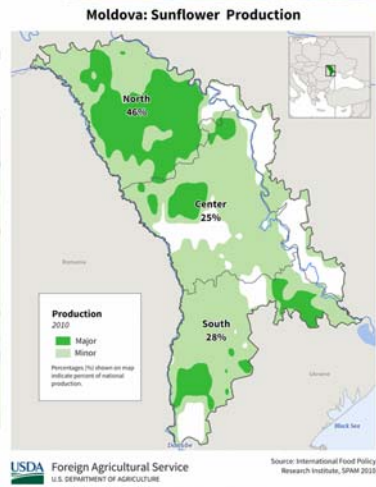 Moldova: Sunflower Production
North
46%
Center
25%
Romania
South
28%
Production
2010
Major
Minor
Percentages (%) shown on map
indicate percent of national
production.
Ukraine
Black Sea
Danube
USDA Foreign Agricultural Service
U.S. DEPARTMENT OF AGRICULTURE
Source: International Food Policy
Research Institute, SPAM 2010